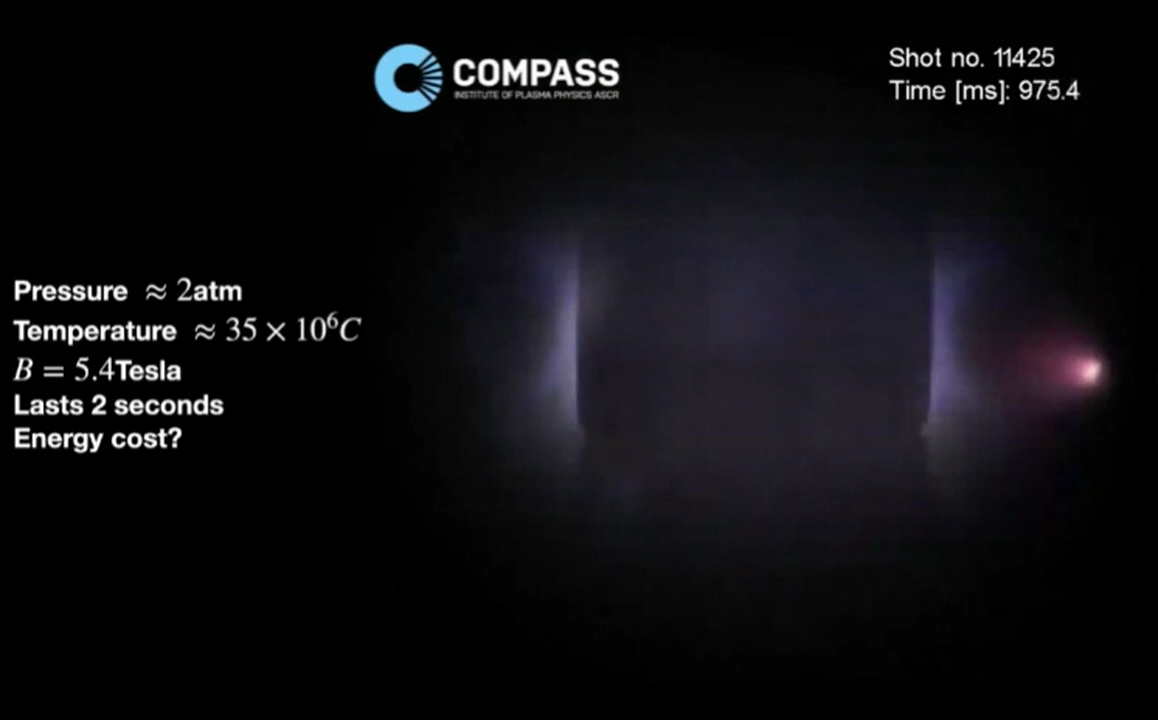 COMPASS
INSTITUTE OF PLASMA PHYSICS ASCR
Shot no. 11425
Time [ms]: 975.4
Pressure ≈ 2atm
Temperature ≈ 35 × 10⁶C
B = 5.4Tesla
Lasts 2 seconds
Energy cost?